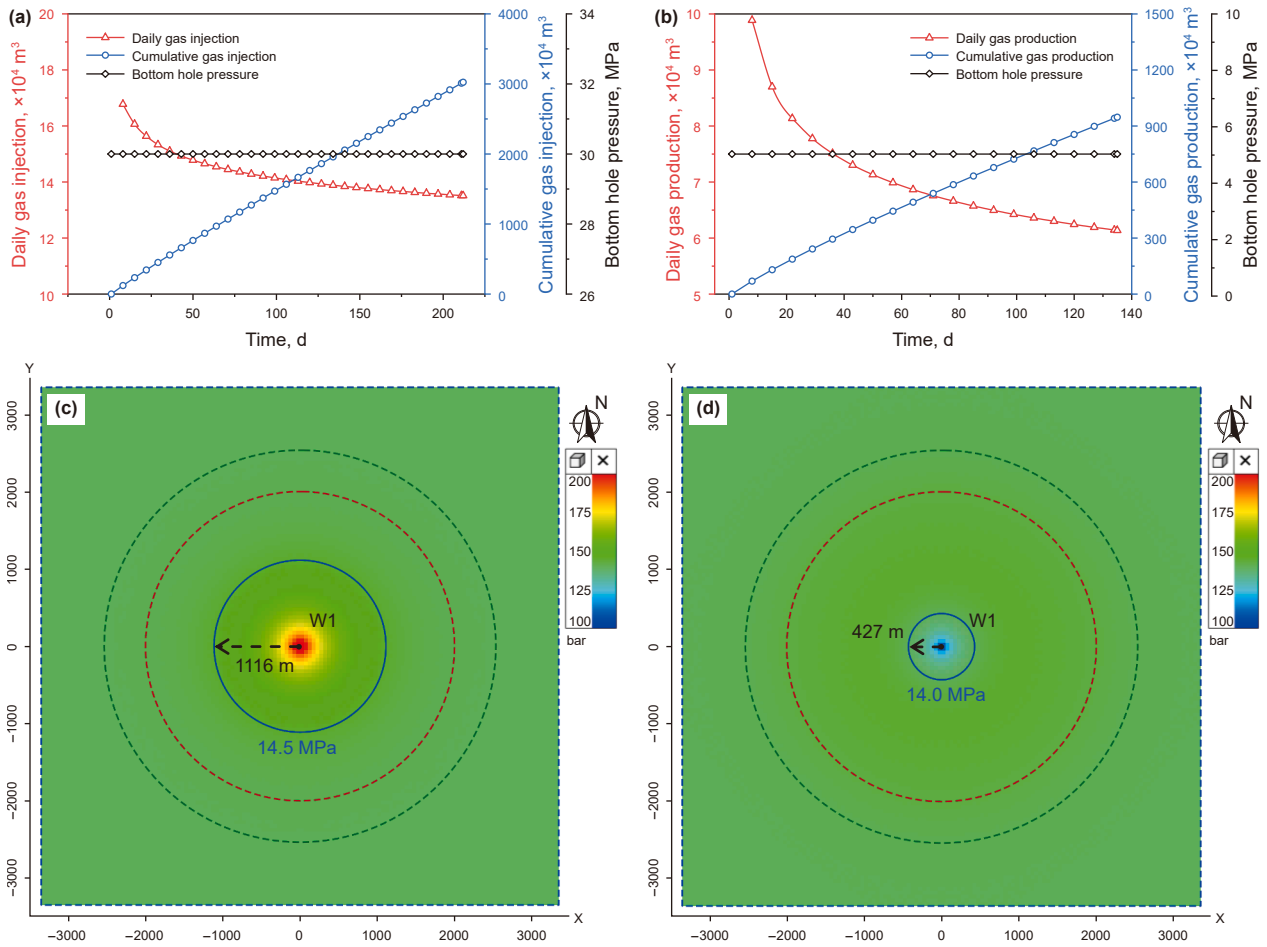 (a)
20
18
16
14
12
10
Daily gas injection, ×10⁴ m³
Daily gas injection
Cumulative gas injection
Bottom hole pressure
4000
3000
2000
1000
0
Cumulative gas injection, ×10⁴ m³
34
32
30
28
26
Bottom hole pressure, MPa
0 50 100 150 200
Time, d
(b)
10
9
8
7
6
5
Daily gas production, ×10⁴ m³
Daily gas production
Cumulative gas production
Bottom hole pressure
1500
1200
900
600
300
0
Cumulative gas production, ×10⁴ m³
10
8
6
4
2
0
Bottom hole pressure, MPa
0 20 40 60 80 100 120 140
Time, d
Y
(c)
3000
2000
1000
0
−1000
−2000
−3000
W1
1116 m
14.5 MPa
N
200
175
150
125
100
bar
X
−3000 −2000 −1000 0 1000 2000 3000
Y
(d)
3000
2000
1000
0
−1000
−2000
−3000
W1
427 m
14.0 MPa
N
200
175
150
125
100
bar
X
−3000 −2000 −1000 0 1000 2000 3000